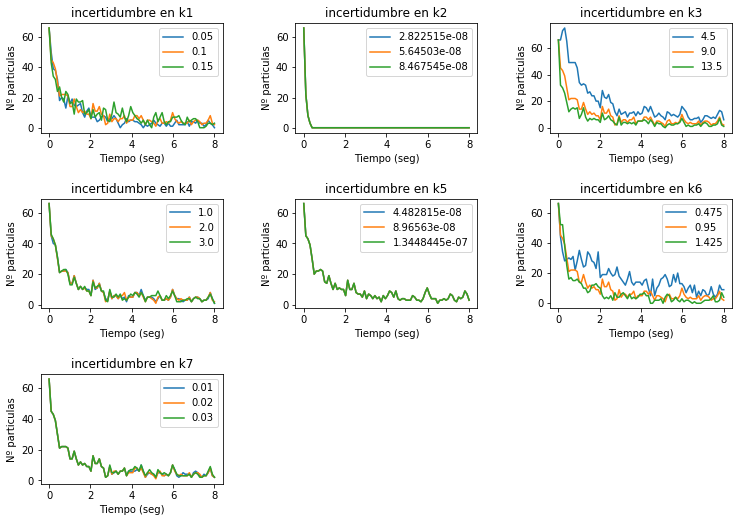 incertidumbre en k1
Nº particulas
60
40
20
0
0.05
0.1
0.15
0 2 4 6 8
Tiempo (seg)
incertidumbre en k2
Nº particulas
60
40
20
0
2.822515e-08
5.64503e-08
8.467545e-08
0 2 4 6 8
Tiempo (seg)
incertidumbre en k3
Nº particulas
60
40
20
0
4.5
9.0
13.5
0 2 4 6 8
Tiempo (seg)
incertidumbre en k4
Nº particulas
60
40
20
0
1.0
2.0
3.0
0 2 4 6 8
Tiempo (seg)
incertidumbre en k5
Nº particulas
60
40
20
0
4.482815e-08
8.96563e-08
1.3448445e-07
0 2 4 6 8
Tiempo (seg)
incertidumbre en k6
Nº particulas
60
40
20
0
0.475
0.95
1.425
0 2 4 6 8
Tiempo (seg)
incertidumbre en k7
Nº particulas
60
40
20
0
0.01
0.02
0.03
0 2 4 6 8
Tiempo (seg)